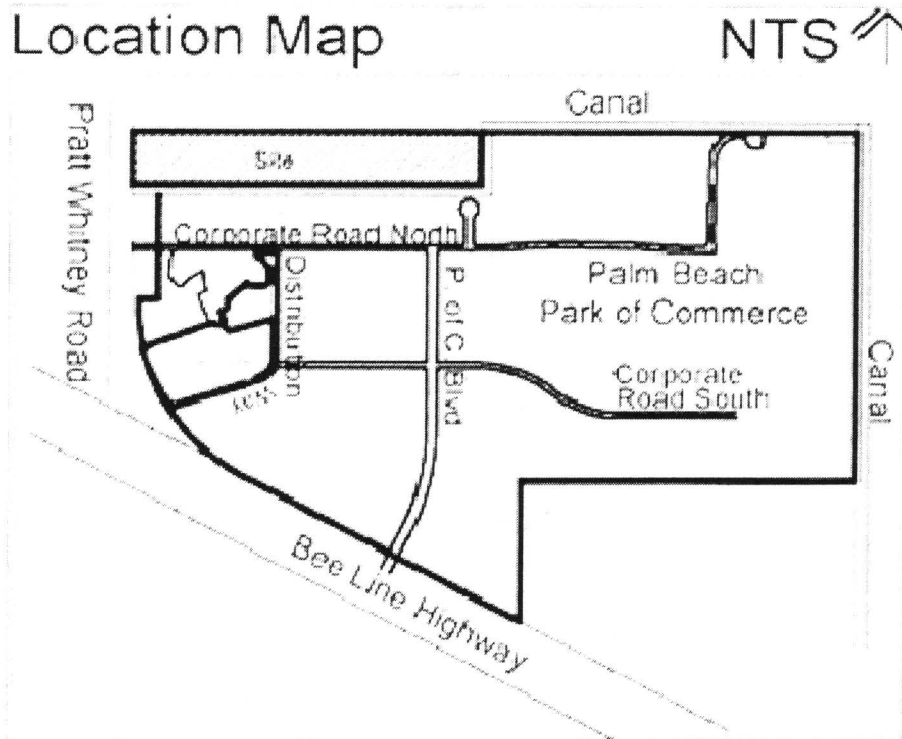 Location Map
NTS
Canal
Pratt Whitney Road
Site
Corporate Road North
Distribution
P. of C. Blvd
Palm Beach
Park of Commerce
Corporate
Road South
Canal
Bee Line Highway